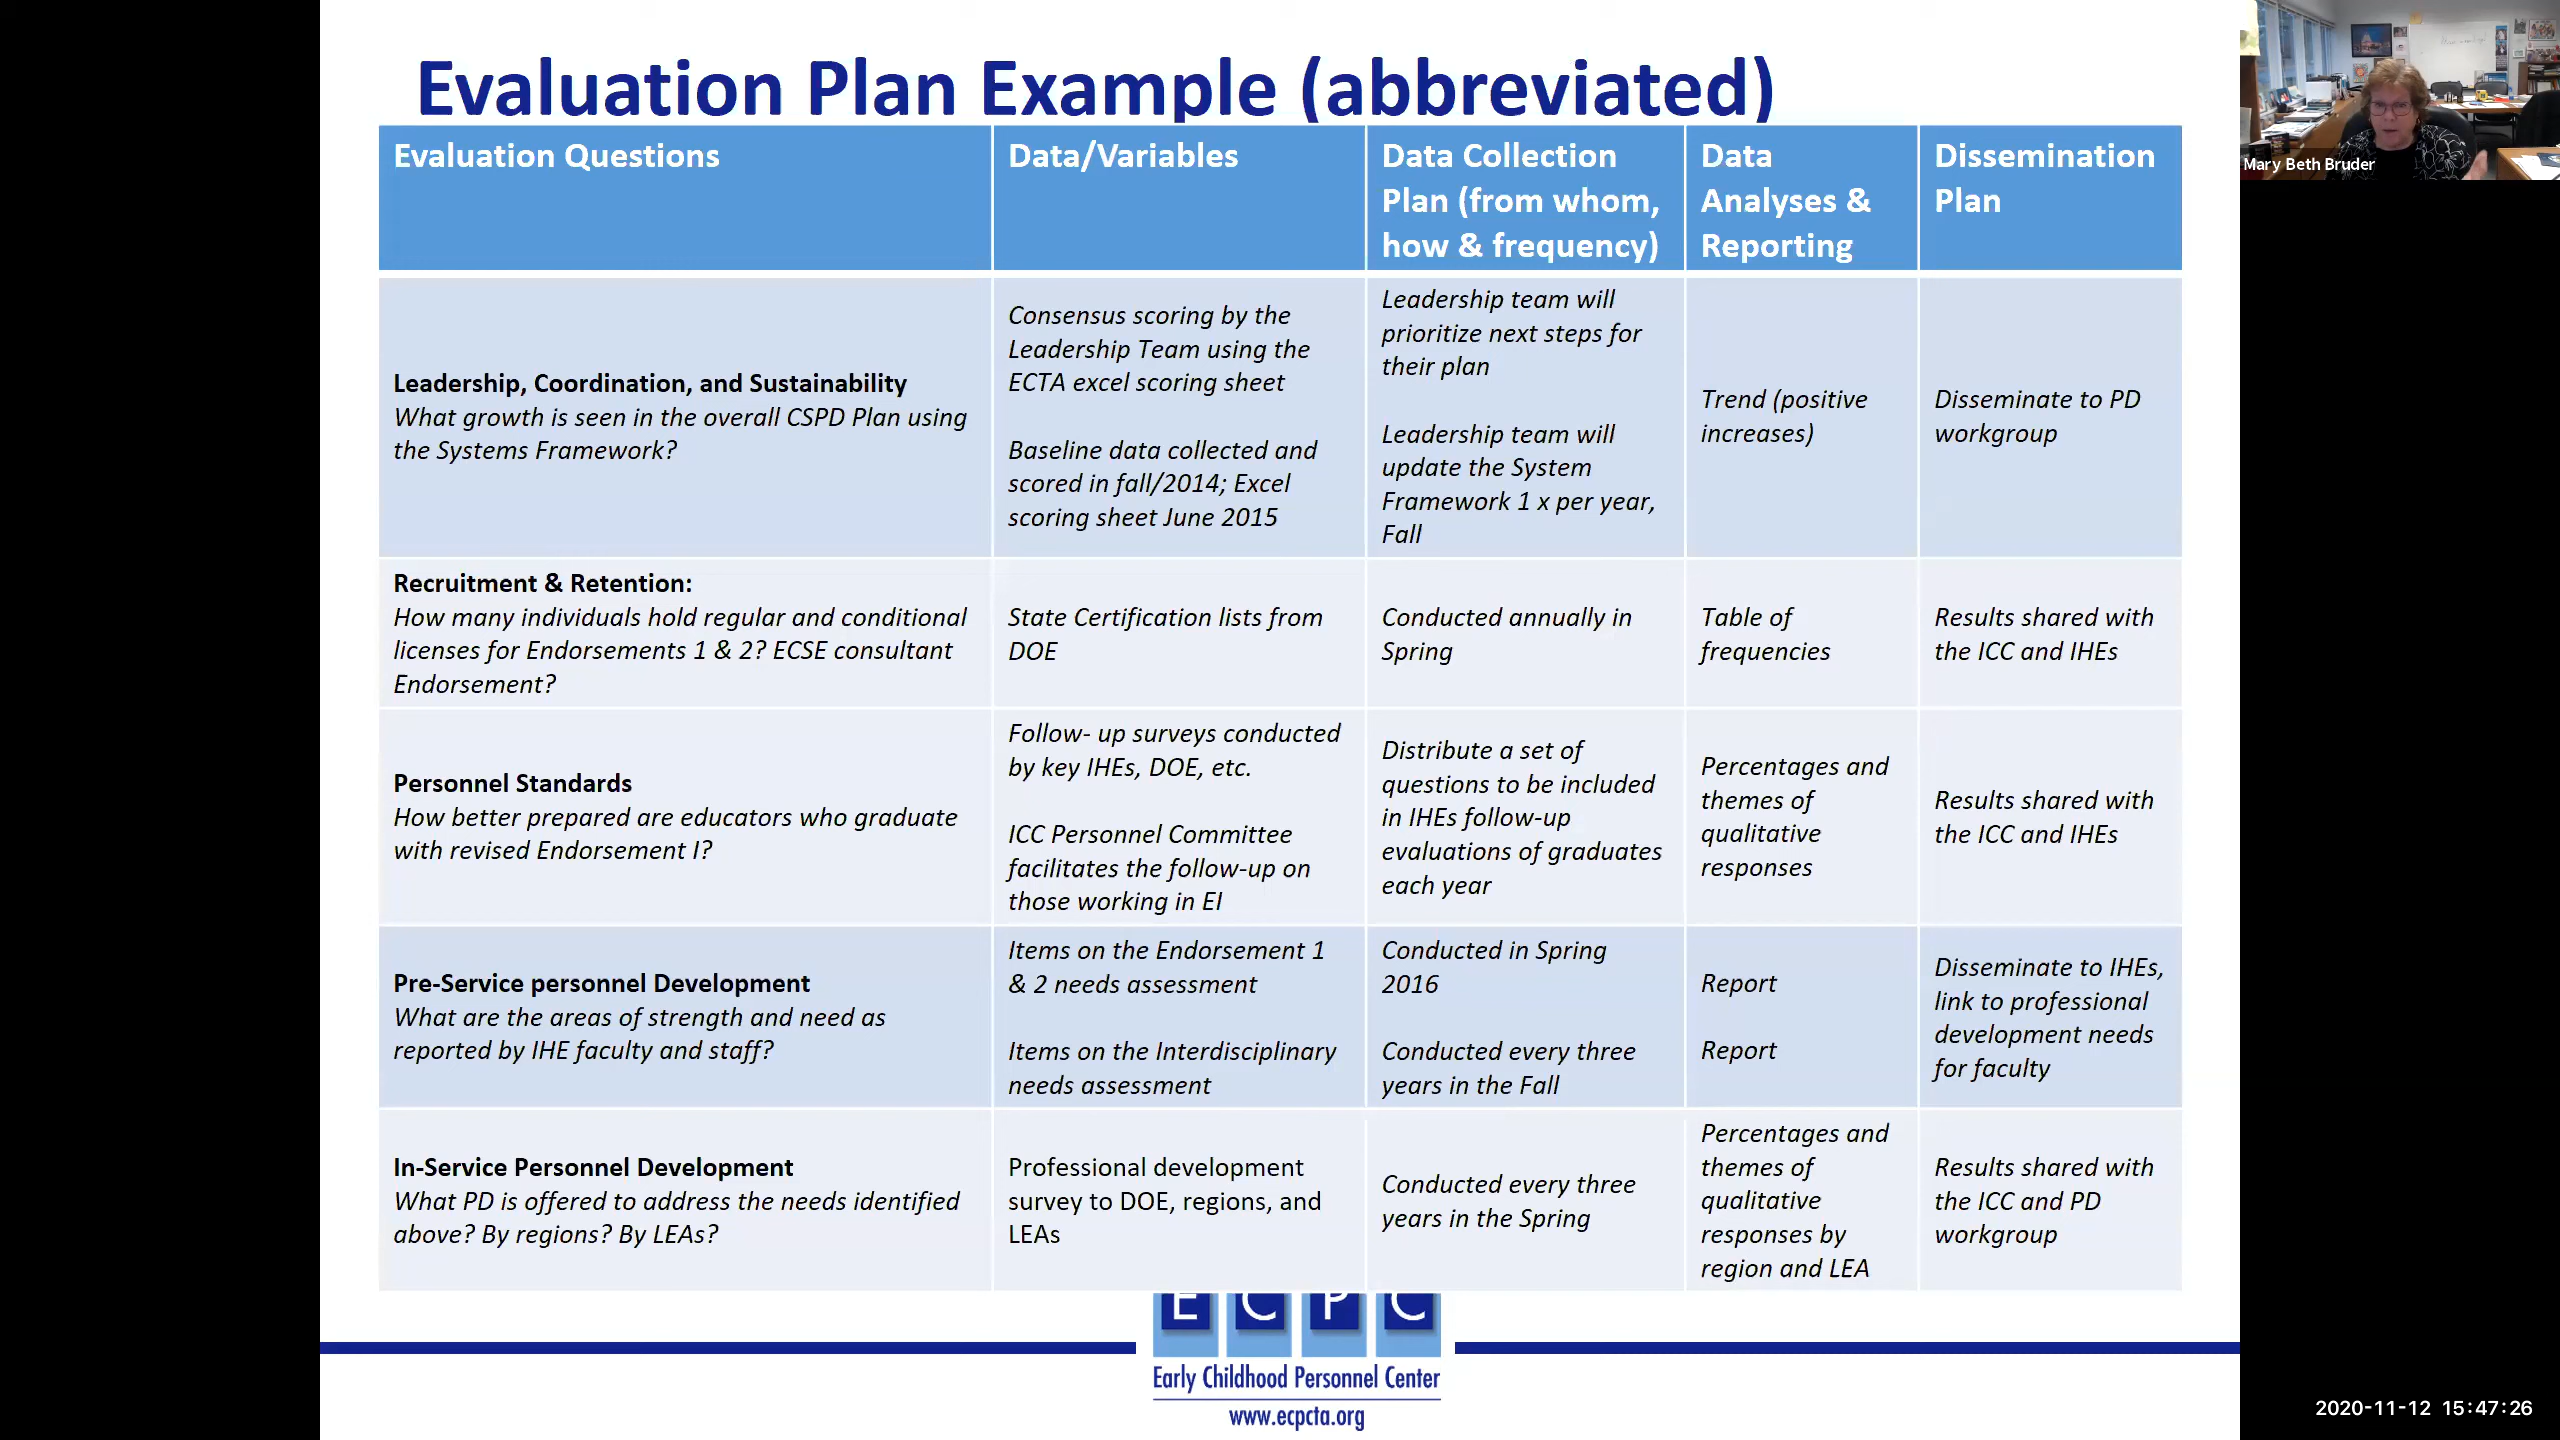 Evaluation Plan Example (abbreviated)
Evaluation Questions
Data/Variables
Data Collection
Plan (from whom,
how & frequency)
Data
Analyses &
Reporting
Dissemination
Plan
Leadership, Coordination, and Sustainability
What growth is seen in the overall CSPD Plan using
the Systems Framework?
Consensus scoring by the
Leadership Team using the
ECTA excel scoring sheet
Baseline data collected and
scored in fall/2014; Excel
scoring sheet June 2015
Leadership team will
prioritize next steps for
their plan
Leadership team will
update the System
Framework 1 x per year,
Fall
Trend (positive
increases)
Disseminate to PD
workgroup
Recruitment & Retention:
How many individuals hold regular and conditional
licenses for Endorsements 1 & 2? ECSE consultant
Endorsement?
State Certification lists from
DOE
Conducted annually in
Spring
Table of
frequencies
Results shared with
the ICC and IHEs
Personnel Standards
How better prepared are educators who graduate
with revised Endorsement I?
Follow- up surveys conducted
by key IHEs, DOE, etc.
ICC Personnel Committee
facilitates the follow-up on
those working in EI
Distribute a set of
questions to be included
in IHEs follow-up
evaluations of graduates
each year
Percentages and
themes of
qualitative
responses
Results shared with
the ICC and IHEs
Pre-Service personnel Development
What are the areas of strength and need as
reported by IHE faculty and staff?
Items on the Endorsement 1
& 2 needs assessment
Items on the Interdisciplinary
needs assessment
Conducted in Spring
2016
Conducted every three
years in the Fall
Report
Report
Disseminate to IHEs,
link to professional
development needs
for faculty
In-Service Personnel Development
What PD is offered to address the needs identified
above? By regions? By LEAs?
Professional development
survey to DOE, regions, and
LEAs
Conducted every three
years in the Spring
Percentages and
themes of
qualitative
responses by
region and LEA
Results shared with
the ICC and PD
workgroup
E C P C
Early Childhood Personnel Center
www.ecpcta.org
Mary Beth Bruder
2020-11-12 15:47:26